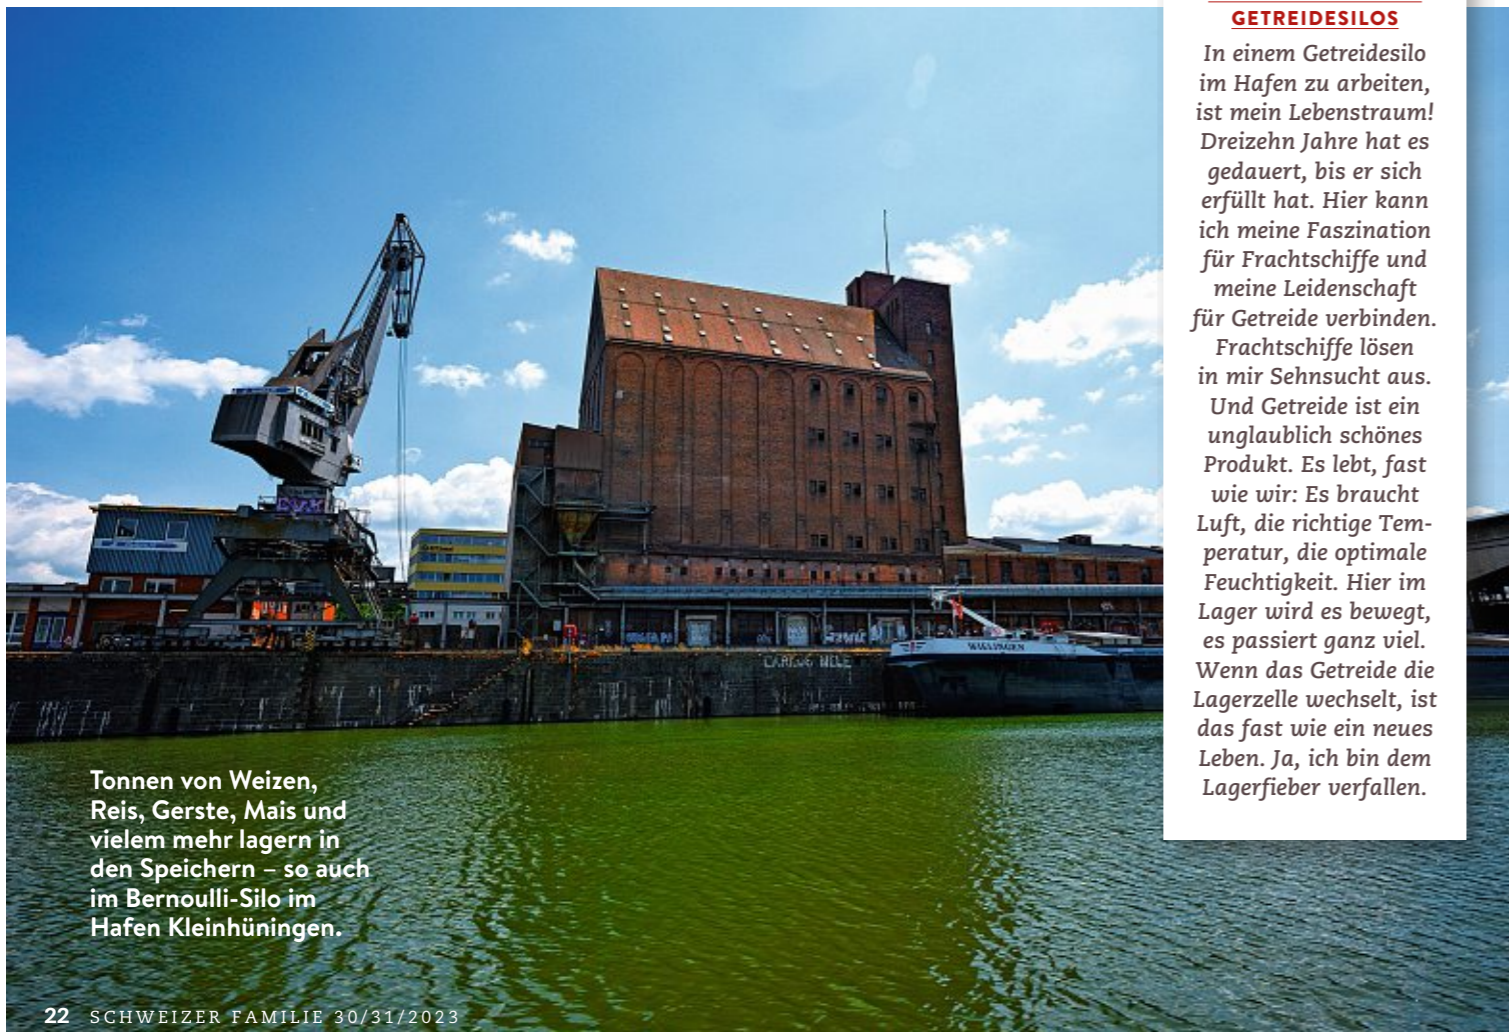 GETREIDESILOS
In einem Getreidesilo
im Hafen zu arbeiten,
ist mein Lebenstraum!
Dreizehn Jahre hat es
gedauert, bis er sich
erfüllt hat. Hier kann
ich meine Faszination
für Frachtschiffe und
meine Leidenschaft
für Getreide verbinden.
Frachtschiffe lösen
in mir Sehnsucht aus.
Und Getreide ist ein
unglaublich schönes
Produkt. Es lebt, fast
wie wir: Es braucht
Luft, die richtige Tem-
peratur, die optimale
Feuchtigkeit. Hier im
Lager wird es bewegt,
es passiert ganz viel.
Wenn das Getreide die
Lagerzelle wechselt, ist
das fast wie ein neues
Leben. Ja, ich bin dem
Lagerfieber verfallen.
Tonnen von Weizen,
Reis, Gerste, Mais und
vielem mehr lagern in
den Speichern – so auch
im Bernoulli-Silo im
Hafen Kleinhüningen.
22 SCHWEIZER FAMILIE 30/31/2023